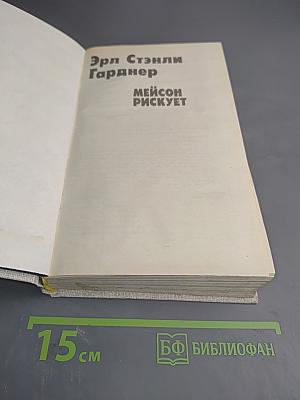 Эрл Стэнли
Гарднер
МЕЙСОН
РИСКУЕТ
15 см
БФ БИБЛИОФАН